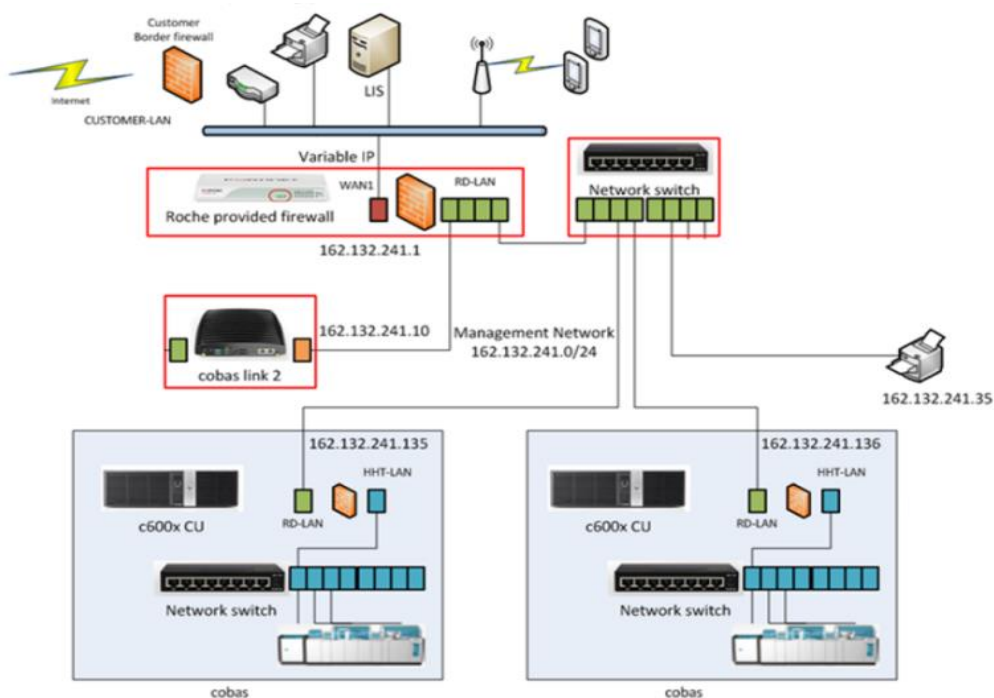 Customer
Border firewall
Internet
CUSTOMER-LAN
LIS
Variable IP
WAN1
RD-LAN
Roche provided firewall
162.132.241.1
Network switch
162.132.241.10
cobas link 2
Management Network
162.132.241.0/24
162.132.241.35
162.132.241.135
HHT-LAN
c600x CU
RD-LAN
Network switch
cobas
162.132.241.136
HHT-LAN
c600x CU
RD-LAN
Network switch
cobas